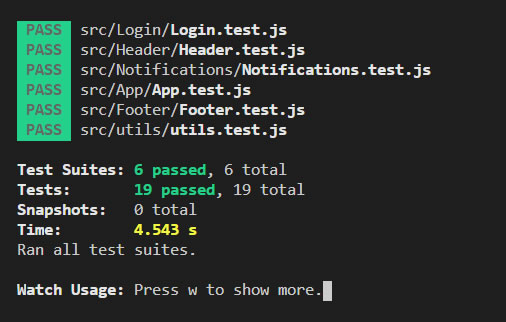 PASS src/Login/Login.test.js
PASS src/Header/Header.test.js
PASS src/Notifications/Notifications.test.js
PASS src/App/App.test.js
PASS src/Footer/Footer.test.js
PASS src/utils/utils.test.js
Test Suites: 6 passed, 6 total
Tests: 19 passed, 19 total
Snapshots: 0 total
Time: 4.543 s
Ran all test suites.
Watch Usage: Press w to show more.